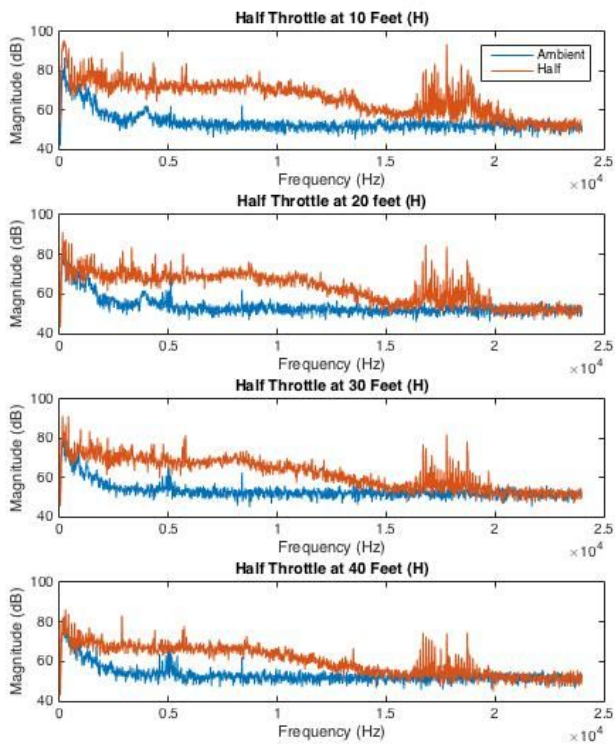 Half Throttle at 10 Feet (H)
100
80
60
40
Magnitude (dB)
Ambient
Half
0 0.5 1 1.5 2 2.5
Frequency (Hz)
×10⁴
Half Throttle at 20 feet (H)
100
80
60
40
Magnitude (dB)
0 0.5 1 1.5 2 2.5
Frequency (Hz)
×10⁴
Half Throttle at 30 Feet (H)
100
80
60
40
Magnitude (dB)
0 0.5 1 1.5 2 2.5
Frequency (Hz)
×10⁴
Half Throttle at 40 Feet (H)
100
80
60
40
Magnitude (dB)
0 0.5 1 1.5 2 2.5
Frequency (Hz)
×10⁴